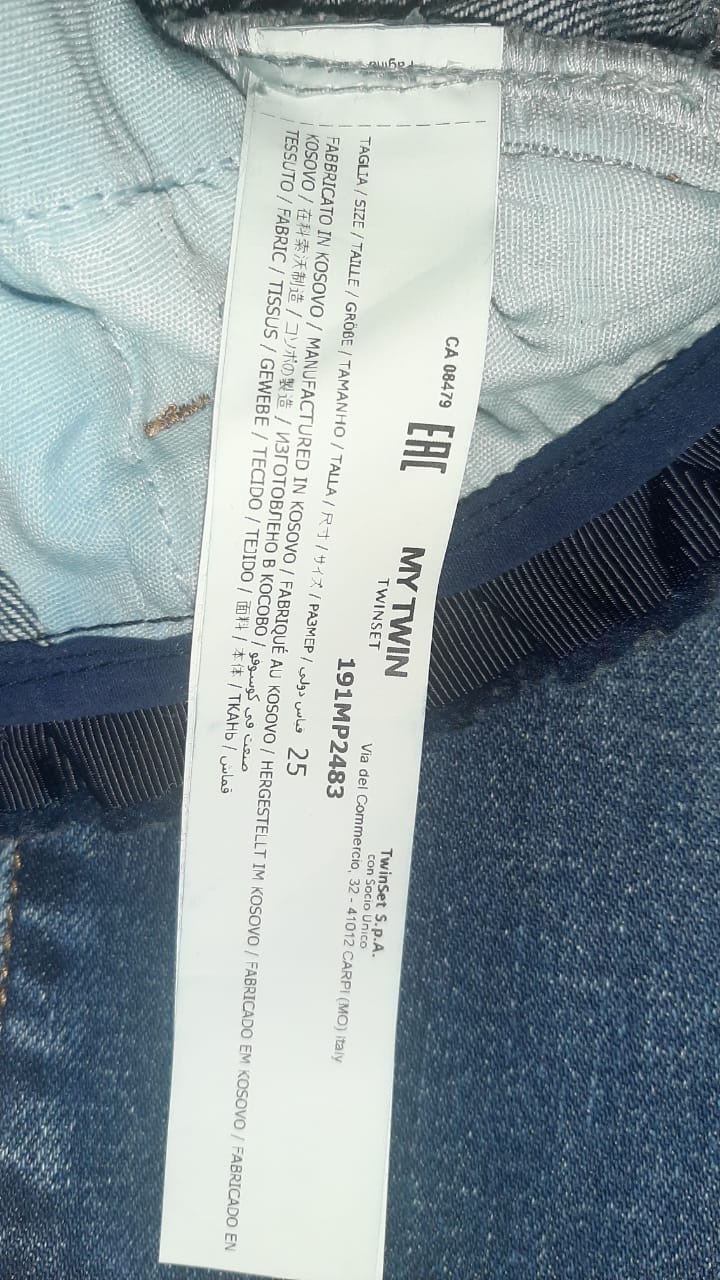 CA 08479
EAC
MY TWIN
TWINSET
TwinSet S.p.A.
con Socio Unico
Via del Commercio, 32 - 41012 CARPI (MO) Italy
191MP2483
TAGLIA / SIZE / TAILLE / GRÖßE / TAMANHO / TALLA / 尺寸 / サイズ / РАЗМЕР / قياس دولي 25
FABBRICATO IN KOSOVO / MANUFACTURED IN KOSOVO / FABRIQUÉ AU KOSOVO / HERGESTELLT IM KOSOVO / FABRICADO EM KOSOVO / FABRICADO EN
KOSOVO / 在科索沃制造 / コソボの製造 / ИЗГОТОВЛЕНО В КОСОВО / صنعت في كوسوفو
TESSUTO / FABRIC / TISSUS / GEWEBE / TECIDO / TEJIDO / 面料 / 本体 / ТКАНЬ / قماش